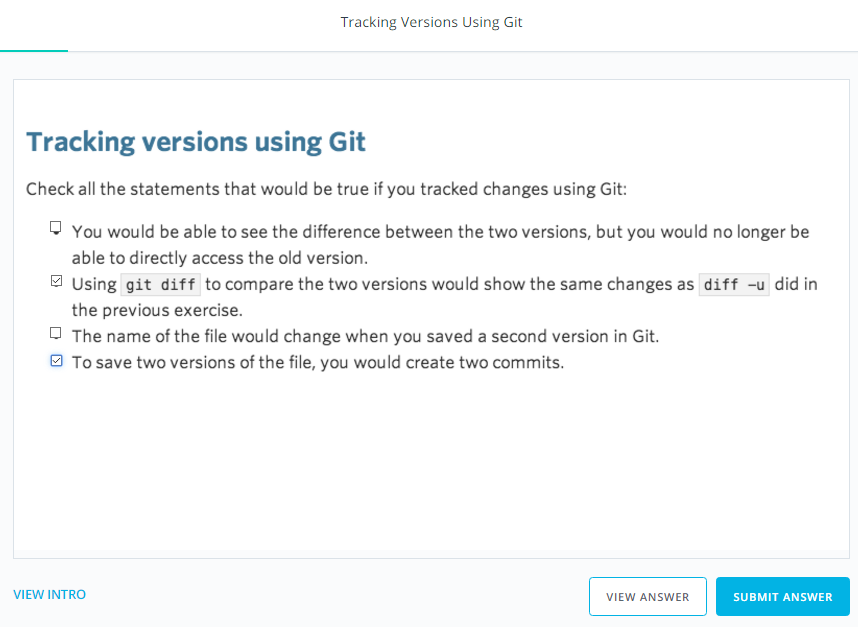 Tracking Versions Using Git
Tracking versions using Git
Check all the statements that would be true if you tracked changes using Git:
You would be able to see the difference between the two versions, but you would no longer be
able to directly access the old version.
Using git diff to compare the two versions would show the same changes as diff -u did in
the previous exercise.
The name of the file would change when you saved a second version in Git.
To save two versions of the file, you would create two commits.
VIEW INTRO
VIEW ANSWER
SUBMIT ANSWER